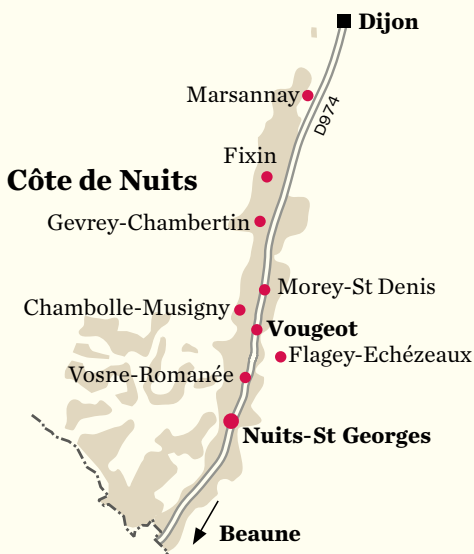 Dijon
Marsannay
D974
Fixin
Côte de Nuits
Gevrey-Chambertin
Morey-St Denis
Chambolle-Musigny
Vougeot
Flagey-Echézeaux
Vosne-Romanée
Nuits-St Georges
Beaune